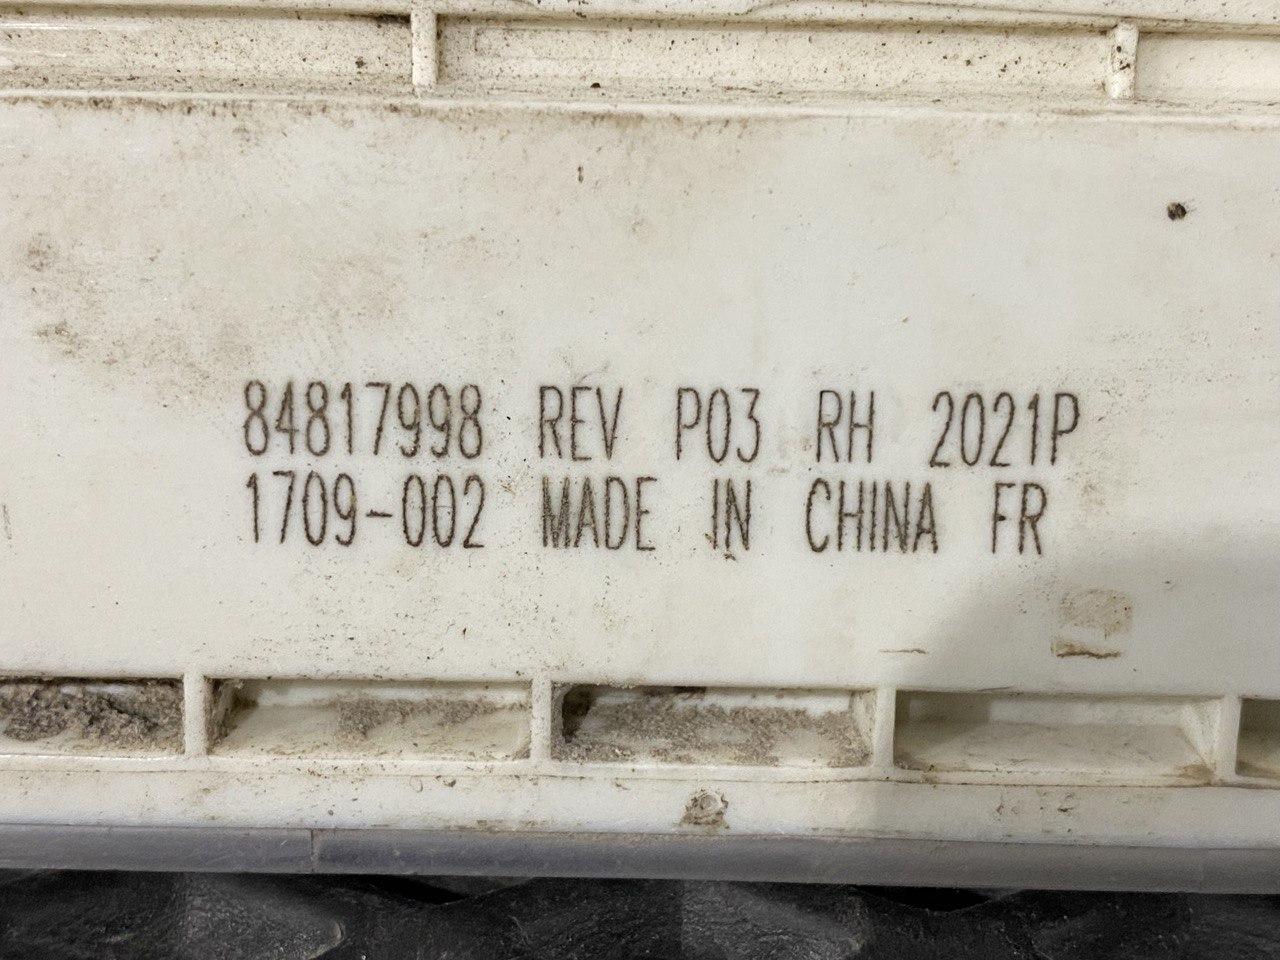 84817998 REV P03 RH 2021P
1709-002 MADE IN CHINA FR